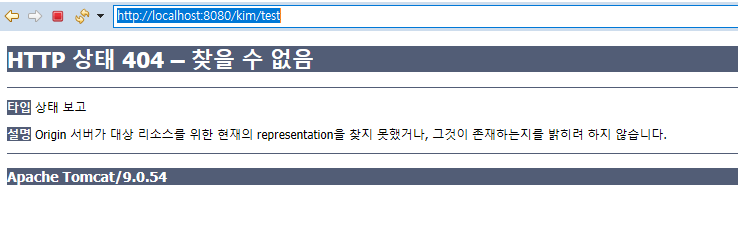 http://localhost:8080/kim/test
HTTP 상태 404 – 찾을 수 없음
타입 상태 보고
설명 Origin 서버가 대상 리소스를 위한 현재의 representation을 찾지 못했거나, 그것이 존재하는지를 밝히려 하지 않습니다.
Apache Tomcat/9.0.54